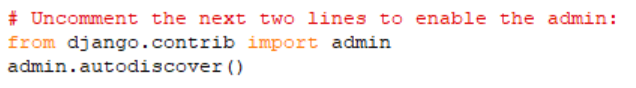 # Uncomment the next two lines to enable the admin:
from django.contrib import admin
admin.autodiscover()